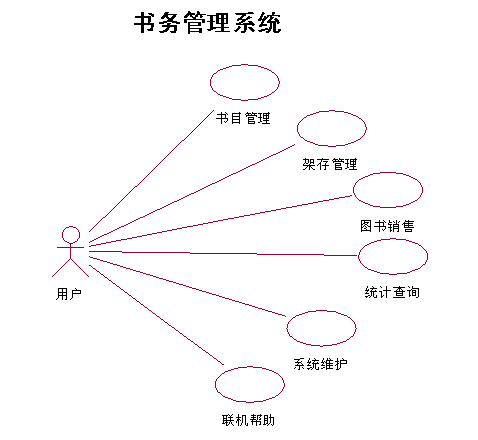 书务管理系统
书目管理
架存管理
图书销售
统计查询
用户
系统维护
联机帮助